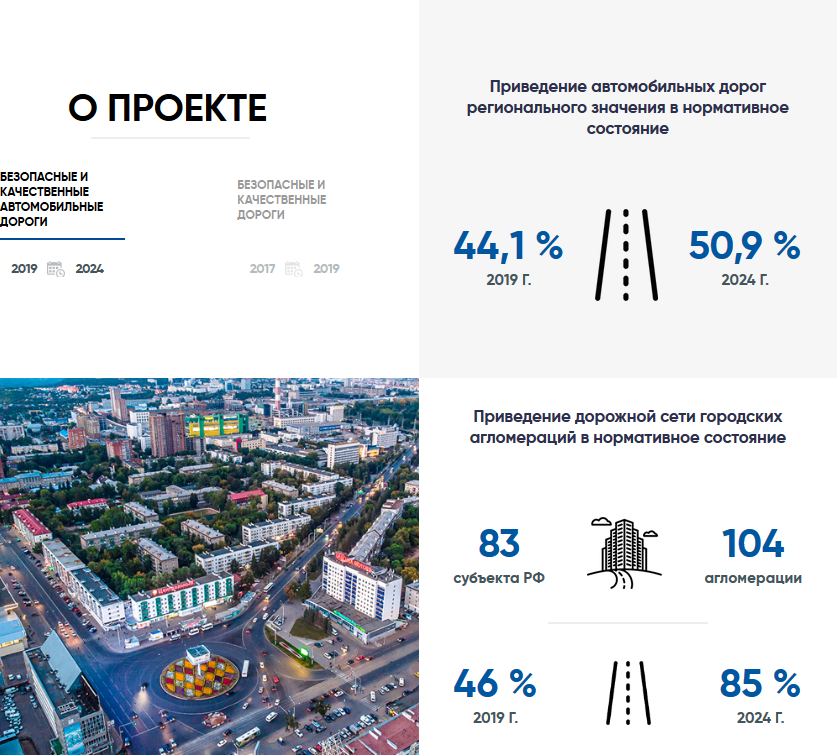 О ПРОЕКТЕ
БЕЗОПАСНЫЕ И
КАЧЕСТВЕННЫЕ
АВТОМОБИЛЬНЫЕ
ДОРОГИ
2019 2024
БЕЗОПАСНЫЕ И
КАЧЕСТВЕННЫЕ
ДОРОГИ
2017 2019
Приведение автомобильных дорог
регионального значения в нормативное
состояние
44,1 % 50,9 %
2019 Г. 2024 Г.
Приведение дорожной сети городских
агломераций в нормативное состояние
83 104
субъекта РФ агломерации
46 % 85 %
2019 Г. 2024 Г.